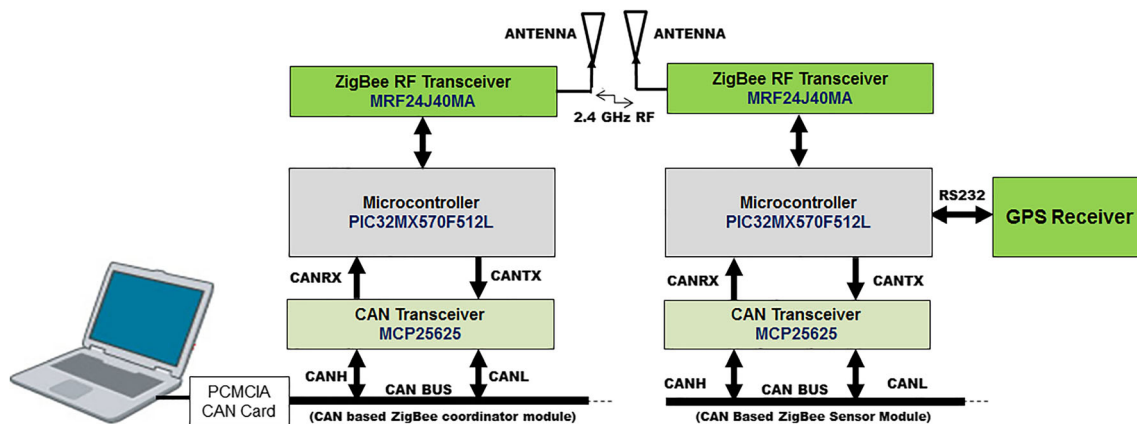 ANTENNA
ANTENNA
ZigBee RF Transceiver
MRF24J40MA
ZigBee RF Transceiver
MRF24J40MA
2.4 GHz RF
Microcontroller
PIC32MX570F512L
Microcontroller
PIC32MX570F512L
RS232
GPS Receiver
CANRX
CANTX
CANRX
CANTX
CAN Transceiver
MCP25625
CAN Transceiver
MCP25625
CANH
CAN BUS
CANL
CANH
CAN BUS
CANL
PCMCIA
CAN Card
(CAN based ZigBee coordinator module)
(CAN Based ZigBee Sensor Module)